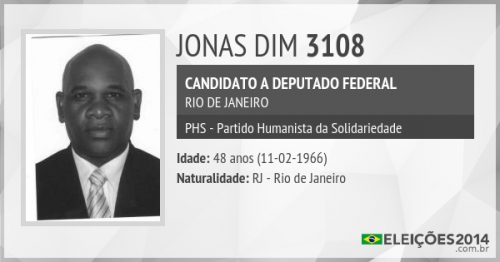 JONAS DIM 3108
CANDIDATO A DEPUTADO FEDERAL
RIO DE JANEIRO
PHS - Partido Humanista da Solidariedade
Idade: 48 anos (11-02-1966)
Naturalidade: RJ - Rio de Janeiro
ELEIÇÕES2014
.com.br